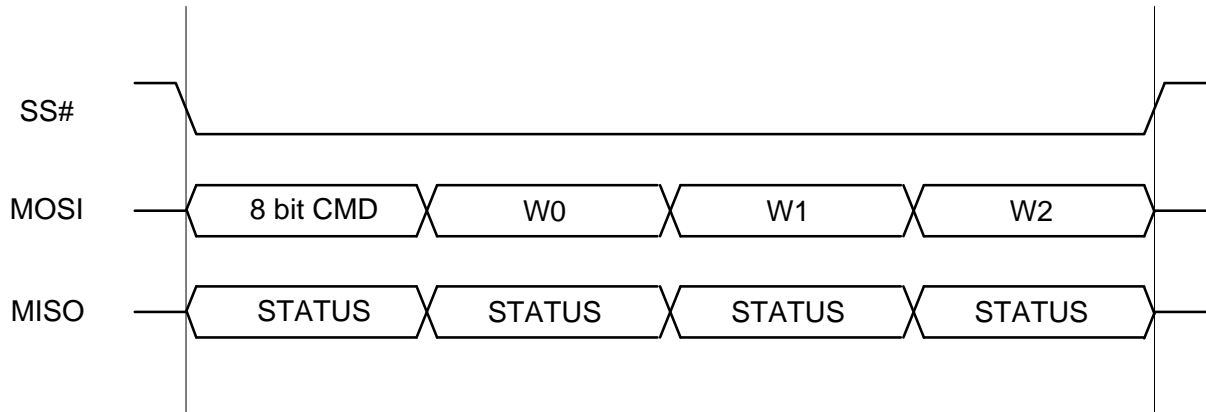 SS#
MOSI 8 bit CMD W0 W1 W2
MISO STATUS STATUS STATUS STATUS